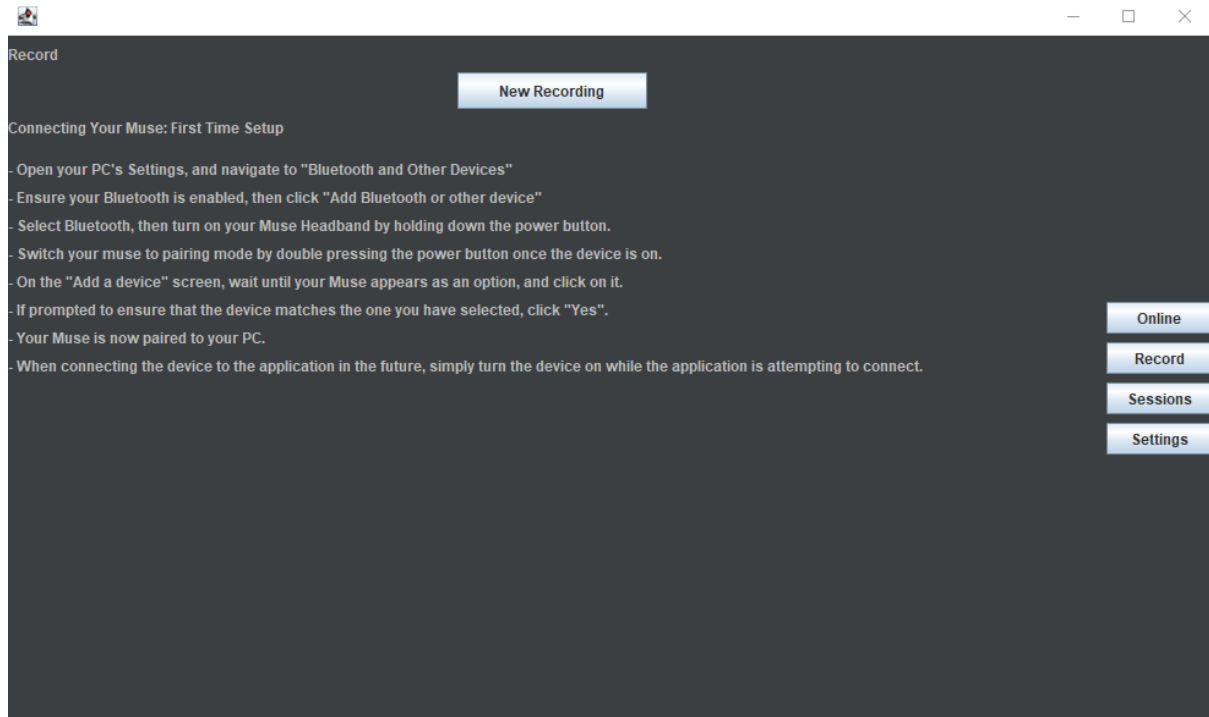 Record
New Recording
Connecting Your Muse: First Time Setup
- Open your PC's Settings, and navigate to "Bluetooth and Other Devices"
- Ensure your Bluetooth is enabled, then click "Add Bluetooth or other device"
- Select Bluetooth, then turn on your Muse Headband by holding down the power button.
- Switch your muse to pairing mode by double pressing the power button once the device is on.
- On the "Add a device" screen, wait until your Muse appears as an option, and click on it.
- If prompted to ensure that the device matches the one you have selected, click "Yes".
- Your Muse is now paired to your PC.
- When connecting the device to the application in the future, simply turn the device on while the application is attempting to connect.
Online
Record
Sessions
Settings